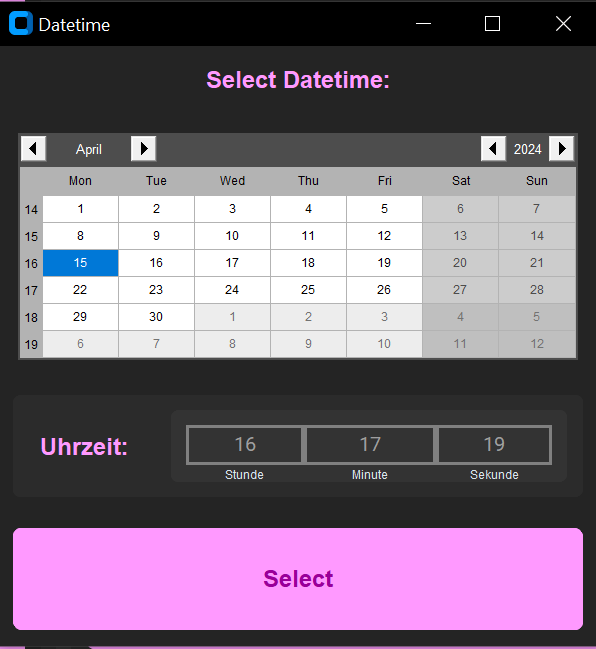 Datetime
Select Datetime:
April 2024
Mon Tue Wed Thu Fri Sat Sun
14 1 2 3 4 5 6 7
15 8 9 10 11 12 13 14
16 15 16 17 18 19 20 21
17 22 23 24 25 26 27 28
18 29 30 1 2 3 4 5
19 6 7 8 9 10 11 12
Uhrzeit: 16 17 19
Stunde Minute Sekunde
Select